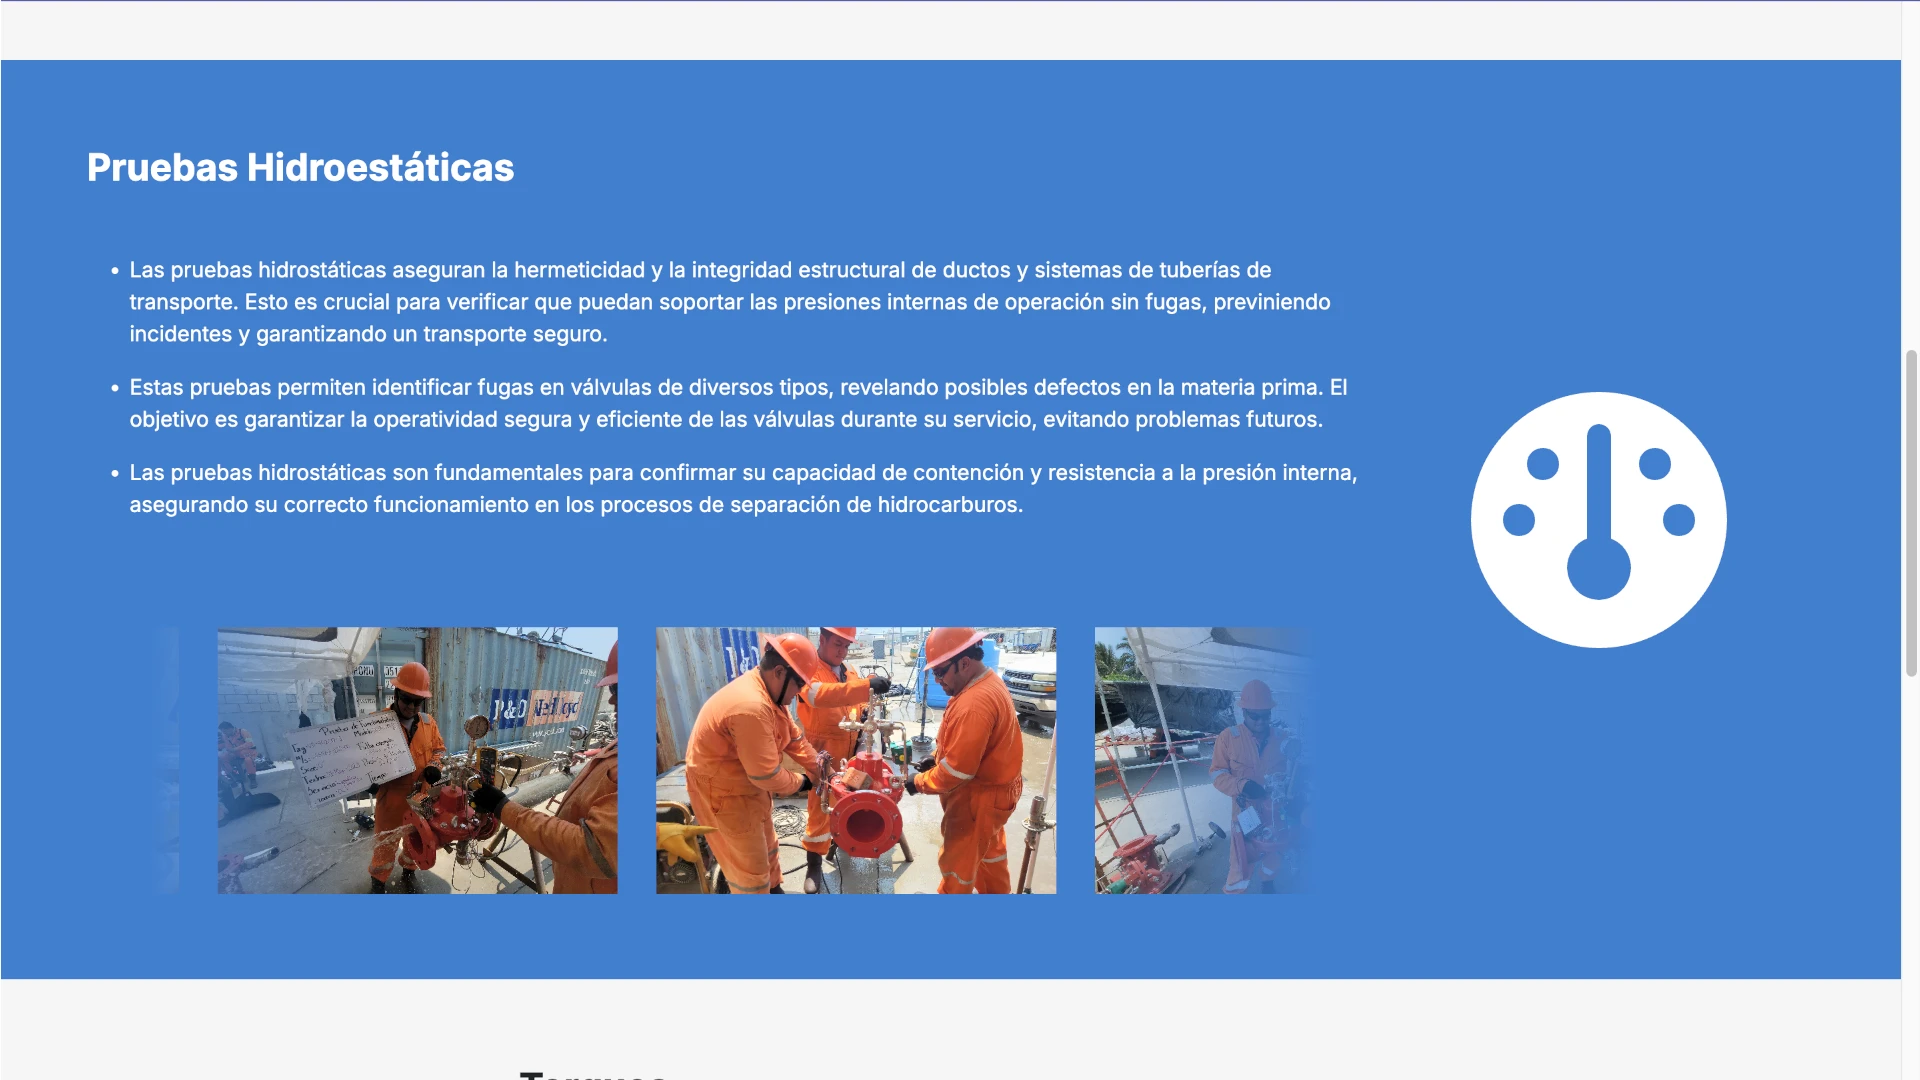 Pruebas Hidroestáticas
• Las pruebas hidrostáticas aseguran la hermeticidad y la integridad estructural de ductos y sistemas de tuberías de
transporte. Esto es crucial para verificar que puedan soportar las presiones internas de operación sin fugas, previniendo
incidentes y garantizando un transporte seguro.
• Estas pruebas permiten identificar fugas en válvulas de diversos tipos, revelando posibles defectos en la materia prima. El
objetivo es garantizar la operatividad segura y eficiente de las válvulas durante su servicio, evitando problemas futuros.
• Las pruebas hidrostáticas son fundamentales para confirmar su capacidad de contención y resistencia a la presión interna,
asegurando su correcto funcionamiento en los procesos de separación de hidrocarburos.
P&O Nedlloyd
Prueba de
P&O